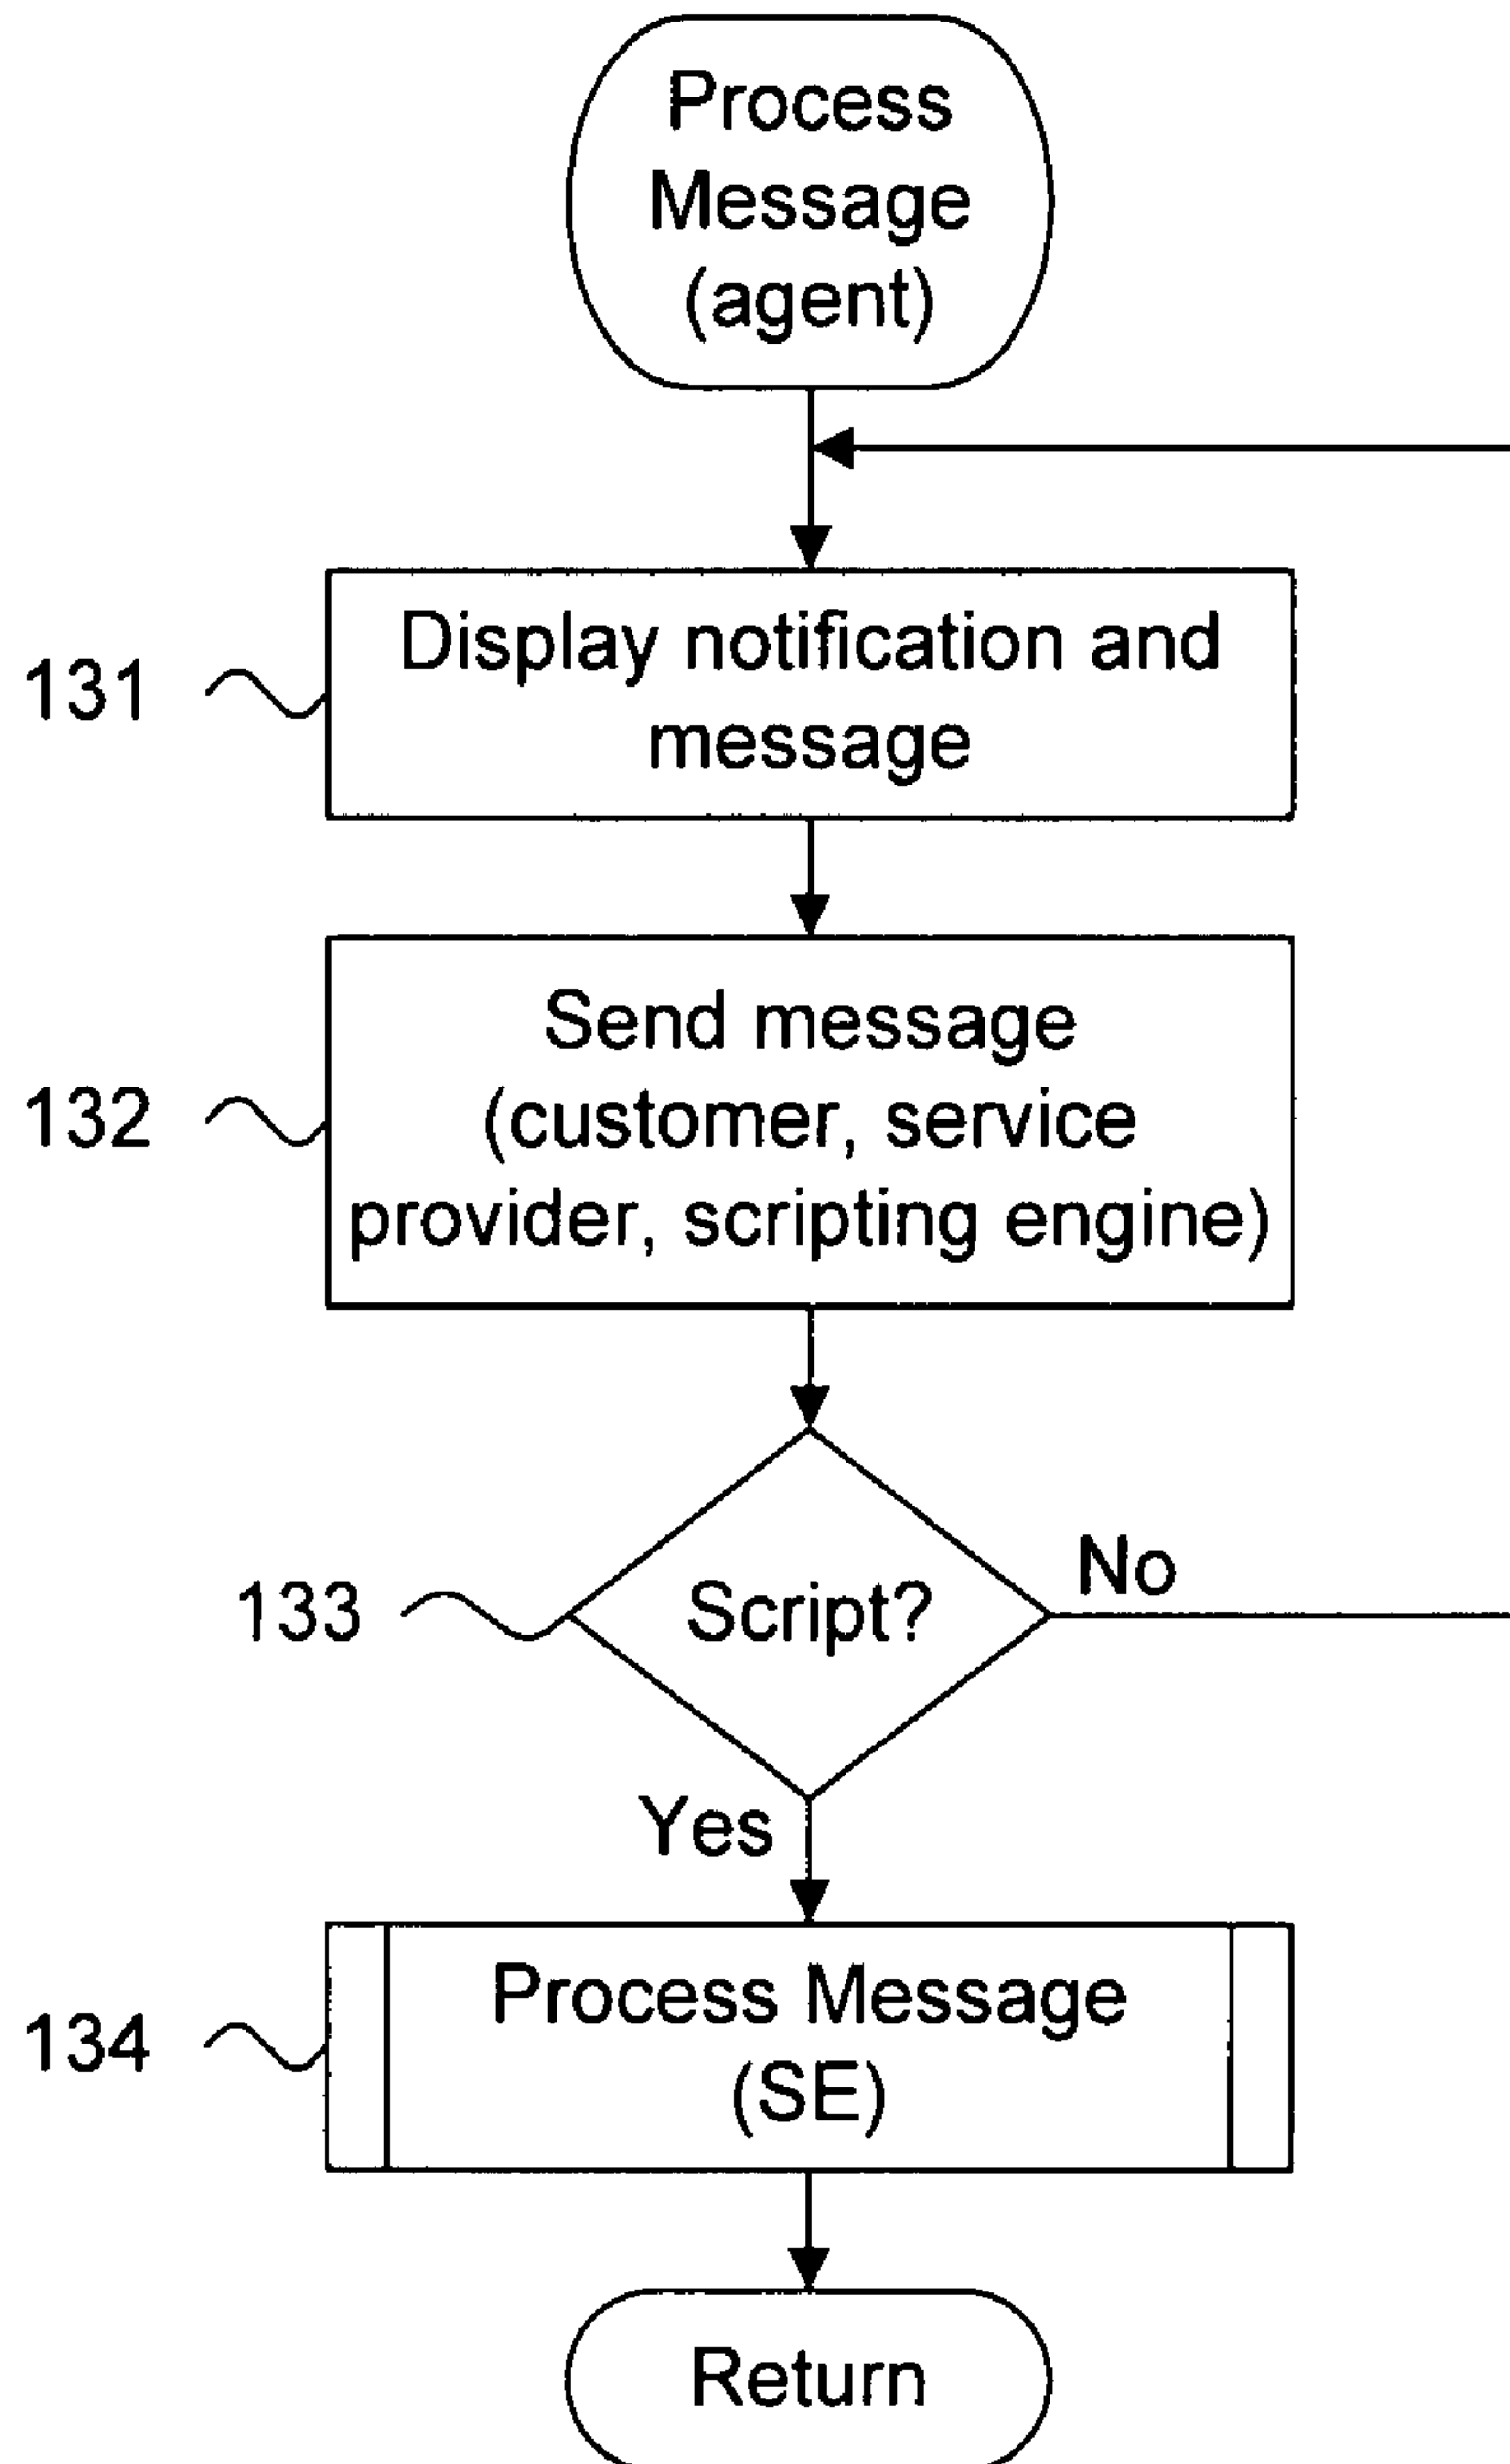 Process
Message
(agent)
131
Display notification and
message
132
Send message
(customer, service
provider, scripting engine)
133
Script?
No
Yes
134
Process Message
(SE)
Return